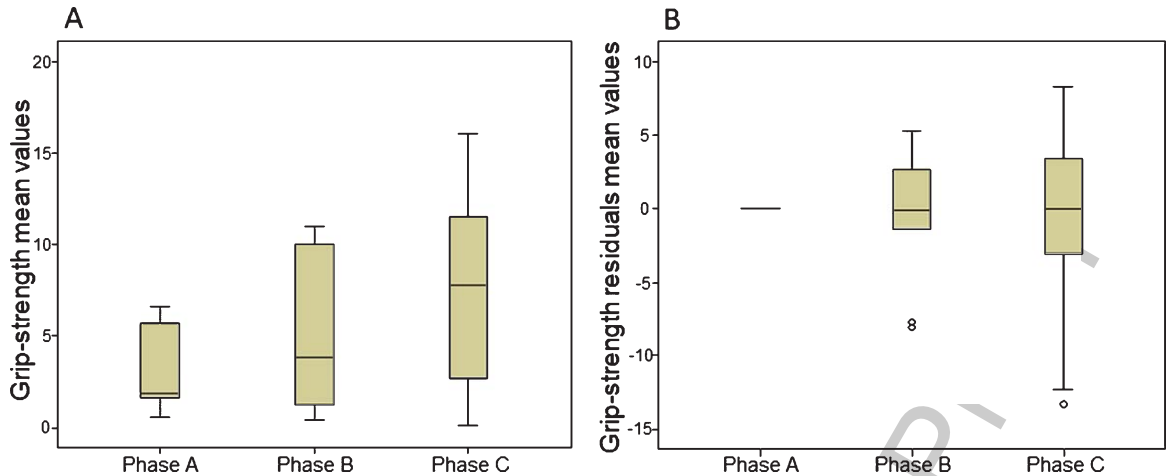 A
Grip-strength mean values
20
15
10
5
0
Phase A
Phase B
Phase C
B
Grip-strength residuals mean values
10
5
0
-5
-10
-15
Phase A
Phase B
Phase C